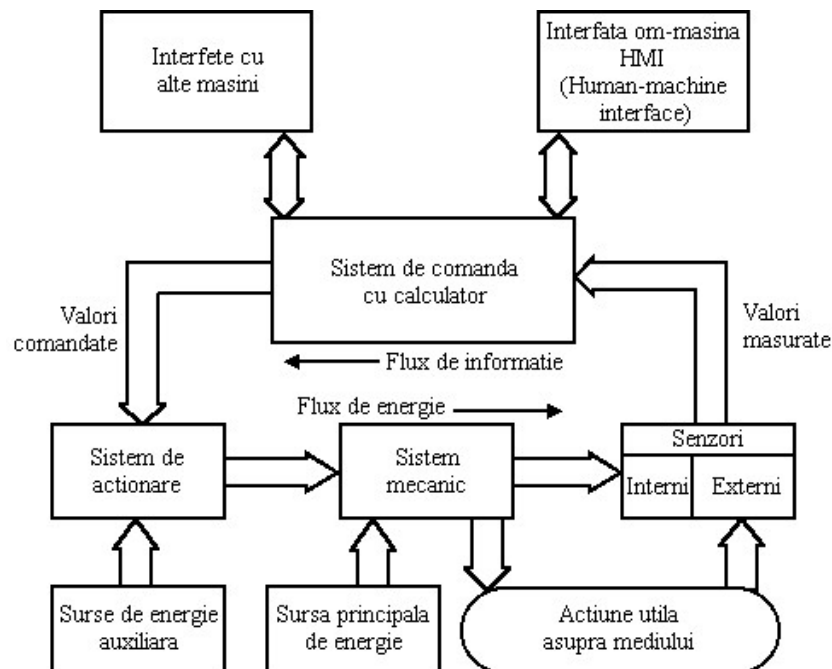 Interfete cu
alte masini
Interfata om-masina
HMI
(Human-machine
interface)
Sistem de comanda
cu calculator
Valori
comandate
Valori
masurate
Flux de informatie
Flux de energie
Sistem de
actionare
Sistem
mecanic
Senzori
Interni
Externi
Surse de energie
auxiliara
Sursa principala
de energie
Actiune utila
asupra mediului